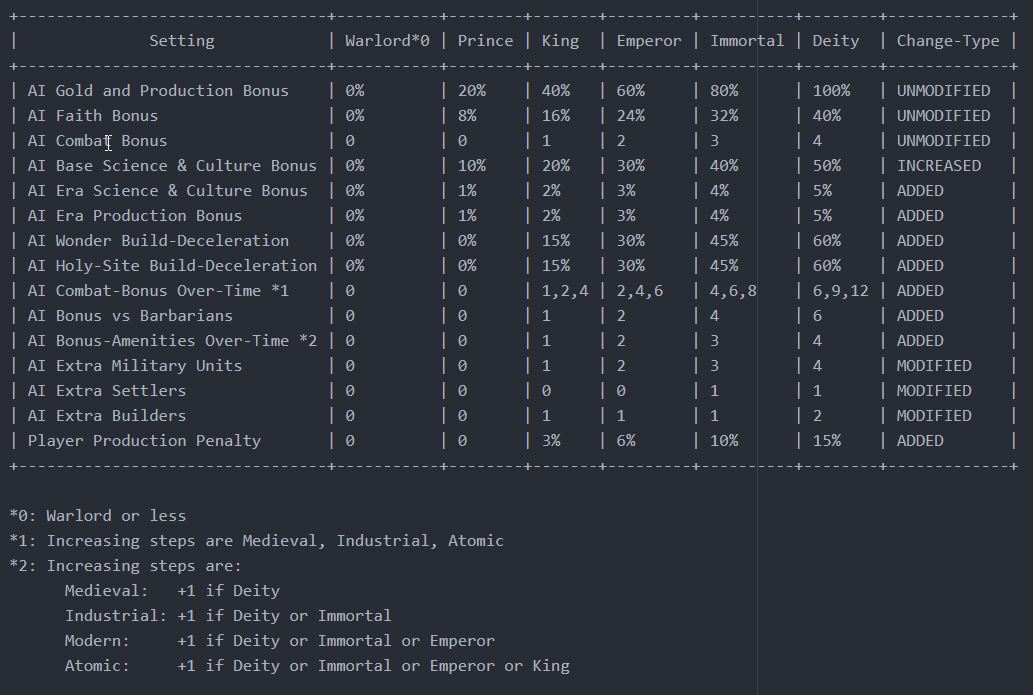 +---------------------------------+-----------+--------+-------+---------+----------+--------+-------------+
|              Setting            | Warlord*0 | Prince | King  | Emperor | Immortal | Deity  | Change-Type |
+---------------------------------+-----------+--------+-------+---------+----------+--------+-------------+
| AI Gold and Production Bonus    | 0%        | 20%    | 40%   | 60%     | 80%      | 100%   | UNMODIFIED  |
| AI Faith Bonus                  | 0%        | 8%     | 16%   | 24%     | 32%      | 40%    | UNMODIFIED  |
| AI Combat Bonus                 | 0         | 0      | 1     | 2       | 3        | 4      | UNMODIFIED  |
| AI Base Science & Culture Bonus | 0%        | 10%    | 20%   | 30%     | 40%      | 50%    | INCREASED   |
| AI Era Science & Culture Bonus  | 0%        | 1%     | 2%    | 3%      | 4%       | 5%     | ADDED       |
| AI Era Production Bonus         | 0%        | 1%     | 2%    | 3%      | 4%       | 5%     | ADDED       |
| AI Wonder Build-Deceleration    | 0%        | 0%     | 15%   | 30%     | 45%      | 60%    | ADDED       |
| AI Holy-Site Build-Deceleration | 0%        | 0%     | 15%   | 30%     | 45%      | 60%    | ADDED       |
| AI Combat-Bonus Over-Time *1    | 0         | 0      | 1,2,4 | 2,4,6   | 4,6,8    | 6,9,12 | ADDED       |
| AI Bonus vs Barbarians          | 0         | 0      | 1     | 2       | 4        | 6      | ADDED       |
| AI Bonus-Amenities Over-Time *2 | 0         | 0      | 1     | 2       | 3        | 4      | ADDED       |
| AI Extra Military Units         | 0         | 0      | 1     | 2       | 3        | 4      | MODIFIED    |
| AI Extra Settlers               | 0         | 0      | 0     | 0       | 1        | 1      | MODIFIED    |
| AI Extra Builders               | 0         | 0      | 1     | 1       | 1        | 2      | MODIFIED    |
| Player Production Penalty       | 0         | 0      | 3%    | 6%      | 10%      | 15%    | ADDED       |
+---------------------------------+-----------+--------+-------+---------+----------+--------+-------------+
*0: Warlord or less
*1: Increasing steps are Medieval, Industrial, Atomic
*2: Increasing steps are:
      Medieval:   +1 if Deity
      Industrial: +1 if Deity or Immortal
      Modern:     +1 if Deity or Immortal or Emperor
      Atomic:     +1 if Deity or Immortal or Emperor or King